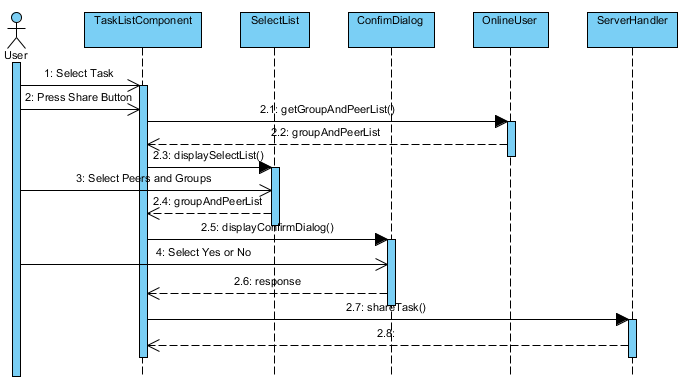 TaskListComponent
SelectList
ConfimDialog
OnlineUser
ServerHandler
User
1: Select Task
2: Press Share Button
2.1: getGroupAndPeerList()
2.2: groupAndPeerList
2.3: displaySelectList()
3: Select Peers and Groups
2.4: groupAndPeerList
2.5: displayConfirmDialog()
4: Select Yes or No
2.6: response
2.7: shareTask()
2.8: